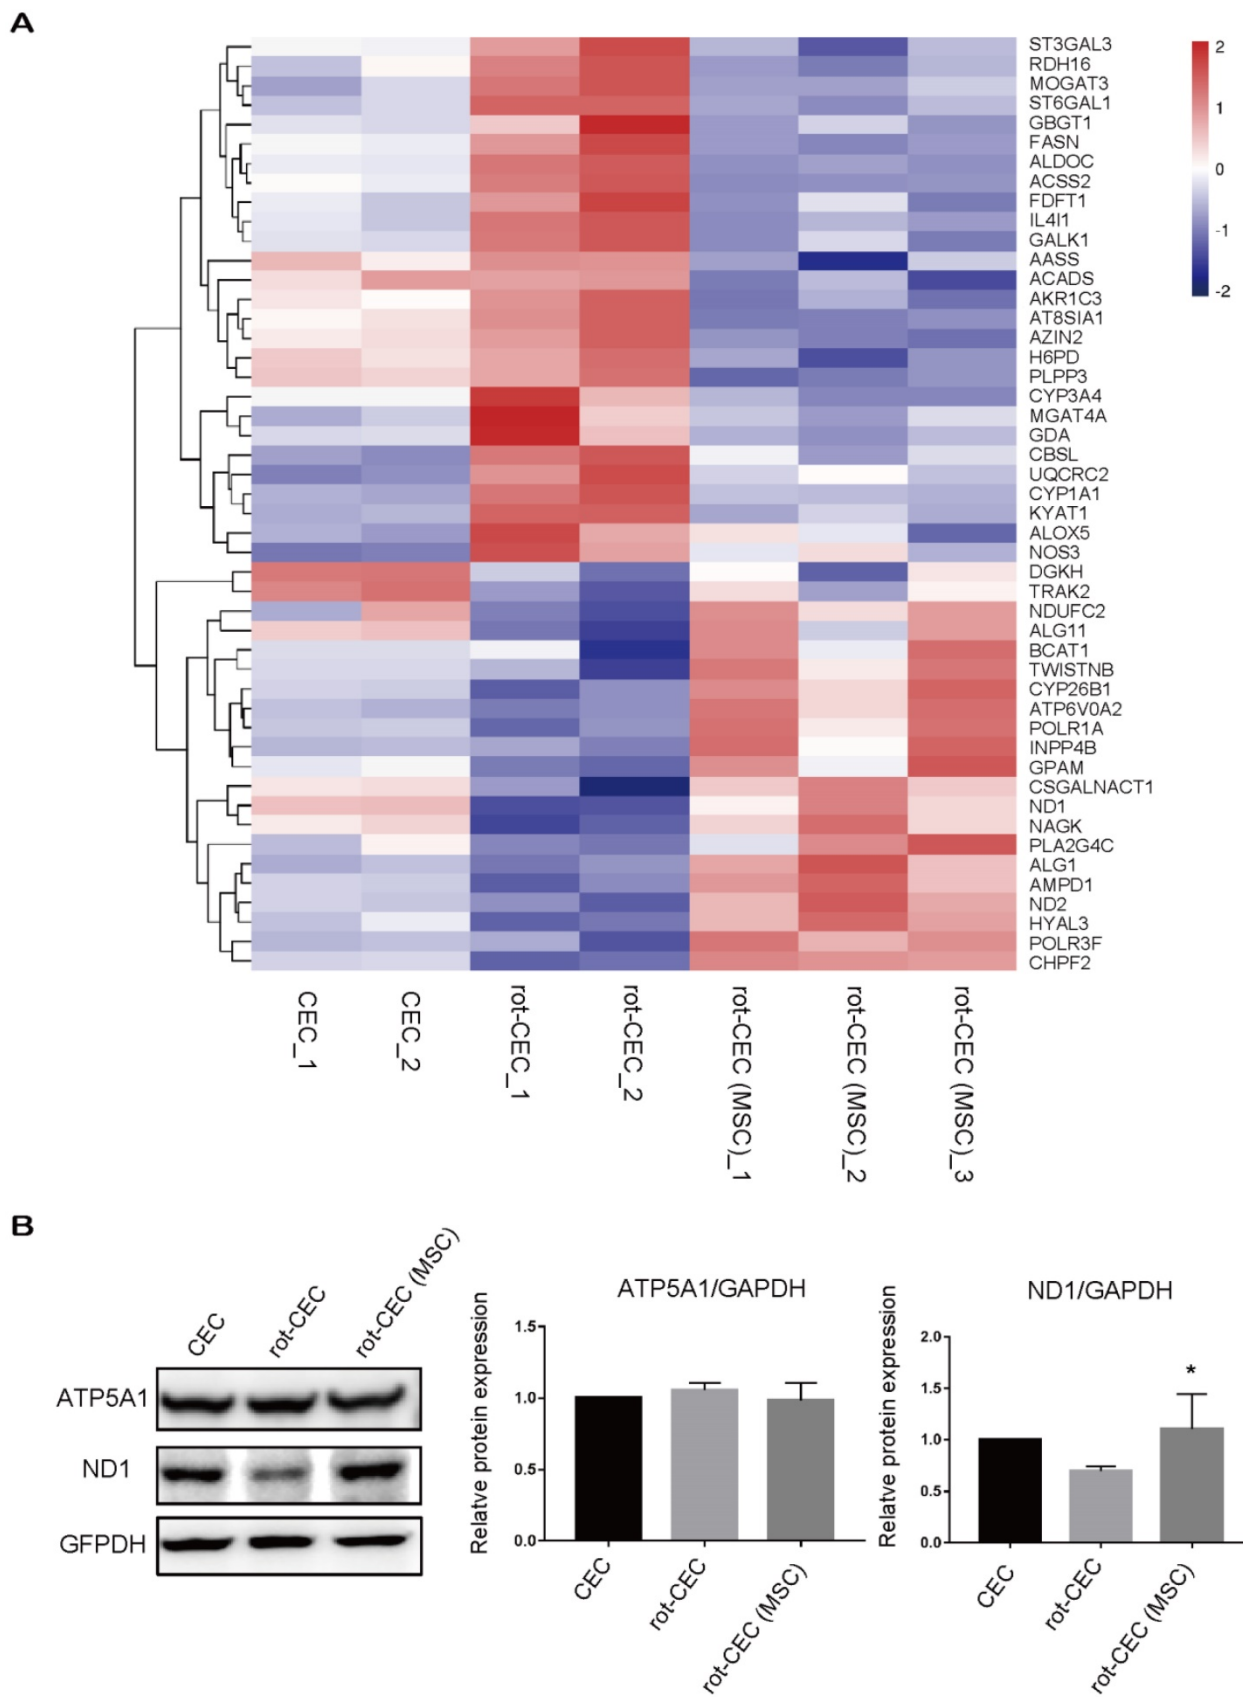 A
ST3GAL3
RDH16
MOGAT3
ST6GAL1
GBGT1
FASN
ALDOC
ACSS2
FDFT1
IL4I1
GALK1
AASS
ACADS
AKR1C3
AT8SIA1
AZIN2
H6PD
PLPP3
CYP3A4
MGAT4A
GDA
CBSL
UQCRC2
CYP1A1
KYAT1
ALOX5
NOS3
DGKH
TRAK2
NDUFC2
ALG11
BCAT1
TWISTNB
CYP26B1
ATP6V0A2
POLR1A
INPP4B
GPAM
CSGALNACT1
ND1
NAGK
PLA2G4C
ALG1
AMPD1
ND2
HYAL3
POLR3F
CHPF2
2
1
0
-1
-2
CEC_1
CEC_2
rot-CEC_1
rot-CEC_2
rot-CEC (MSC)_1
rot-CEC (MSC)_2
rot-CEC (MSC)_3
B
CEC
rot-CEC
rot-CEC (MSC)
ATP5A1
ND1
GFPDH
ATP5A1/GAPDH
Relatve protein expression
1.5
1.0
0.5
0.0
CEC
rot-CEC
rot-CEC (MSC)
ND1/GAPDH
Relatve protein expression
2.0
1.5
1.0
0.5
0.0
*
CEC
rot-CEC
rot-CEC (MSC)